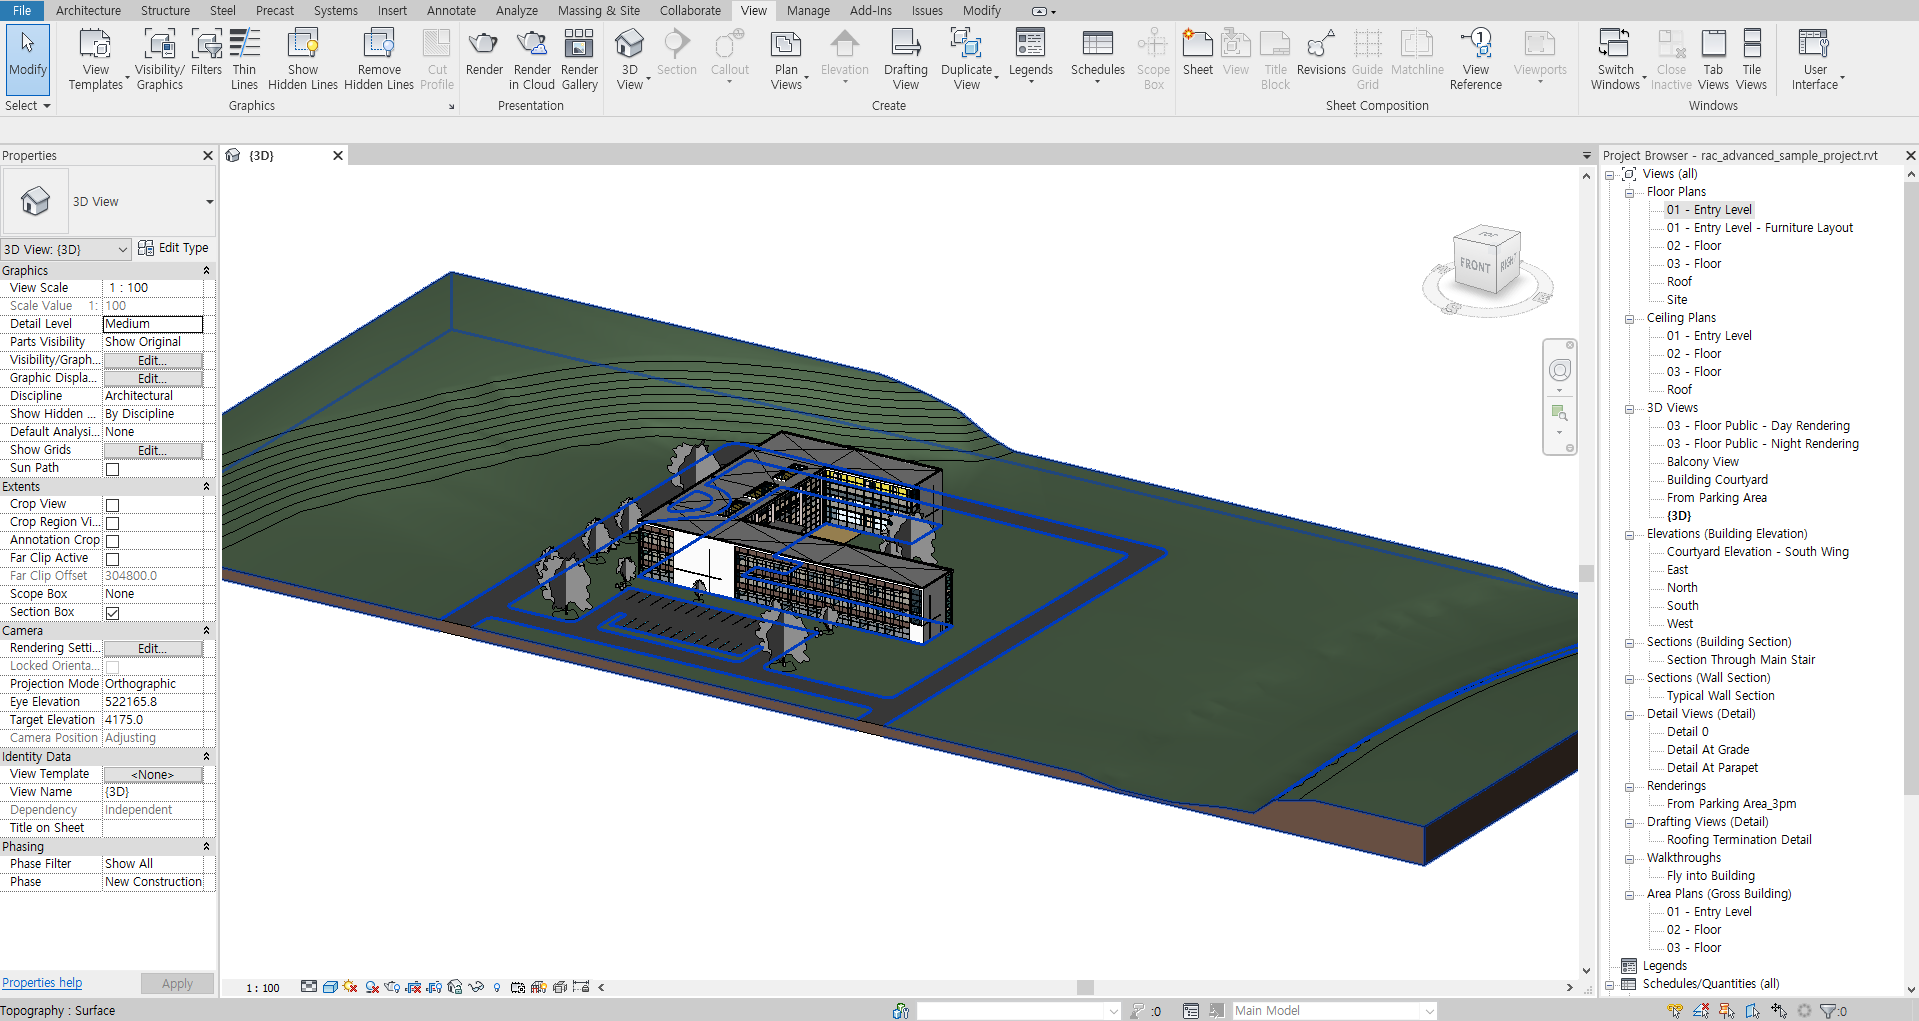 File Architecture Structure Steel Precast Systems Insert Annotate Analyze Massing & Site Collaborate View Manage Add-Ins Issues Modify
Modify
View Templates
Visibility/ Graphics
Filters
Thin Lines
Show Hidden Lines
Remove Hidden Lines
Cut Profile
Render
Render in Cloud
Render Gallery
3D View
Section
Callout
Plan Views
Elevation
Drafting View
Duplicate View
Legends
Schedules
Scope Box
Sheet
View
Title Block
Revisions
Guide Grid
Matchline
View Reference
Viewports
Switch Windows
Close Inactive
Tab Views
Tile Views
User Interface
Select Graphics Presentation Create Sheet Composition Windows
Properties
3D View
3D View: {3D} Edit Type
Graphics
View Scale 1 : 100
Scale Value 1: 100
Detail Level Medium
Parts Visibility Show Original
Visibility/Graph... Edit...
Graphic Displa... Edit...
Discipline Architectural
Show Hidden ... By Discipline
Default Analysi... None
Show Grids Edit...
Sun Path
Extents
Crop View
Crop Region Vi...
Annotation Crop
Far Clip Active
Far Clip Offset 304800.0
Scope Box None
Section Box
Camera
Rendering Setti... Edit...
Locked Orienta...
Projection Mode Orthographic
Eye Elevation 522165.8
Target Elevation 4175.0
Camera Position Adjusting
Identity Data
View Template <None>
View Name {3D}
Dependency Independent
Title on Sheet
Phasing
Phase Filter Show All
Phase New Construction
Properties help Apply
{3D}
TOP
FRONT
RIGHT
1 : 100
Project Browser - rac_advanced_sample_project.rvt
Views (all)
Floor Plans
01 - Entry Level
01 - Entry Level - Furniture Layout
02 - Floor
03 - Floor
Roof
Site
Ceiling Plans
01 - Entry Level
02 - Floor
03 - Floor
Roof
3D Views
03 - Floor Public - Day Rendering
03 - Floor Public - Night Rendering
Balcony View
Building Courtyard
From Parking Area
{3D}
Elevations (Building Elevation)
Courtyard Elevation - South Wing
East
North
South
West
Sections (Building Section)
Section Through Main Stair
Sections (Wall Section)
Typical Wall Section
Detail Views (Detail)
Detail 0
Detail At Grade
Detail At Parapet
Renderings
From Parking Area_3pm
Drafting Views (Detail)
Roofing Termination Detail
Walkthroughs
Fly into Building
Area Plans (Gross Building)
01 - Entry Level
02 - Floor
03 - Floor
Legends
Schedules/Quantities (all)
Topography : Surface :0 Main Model :0